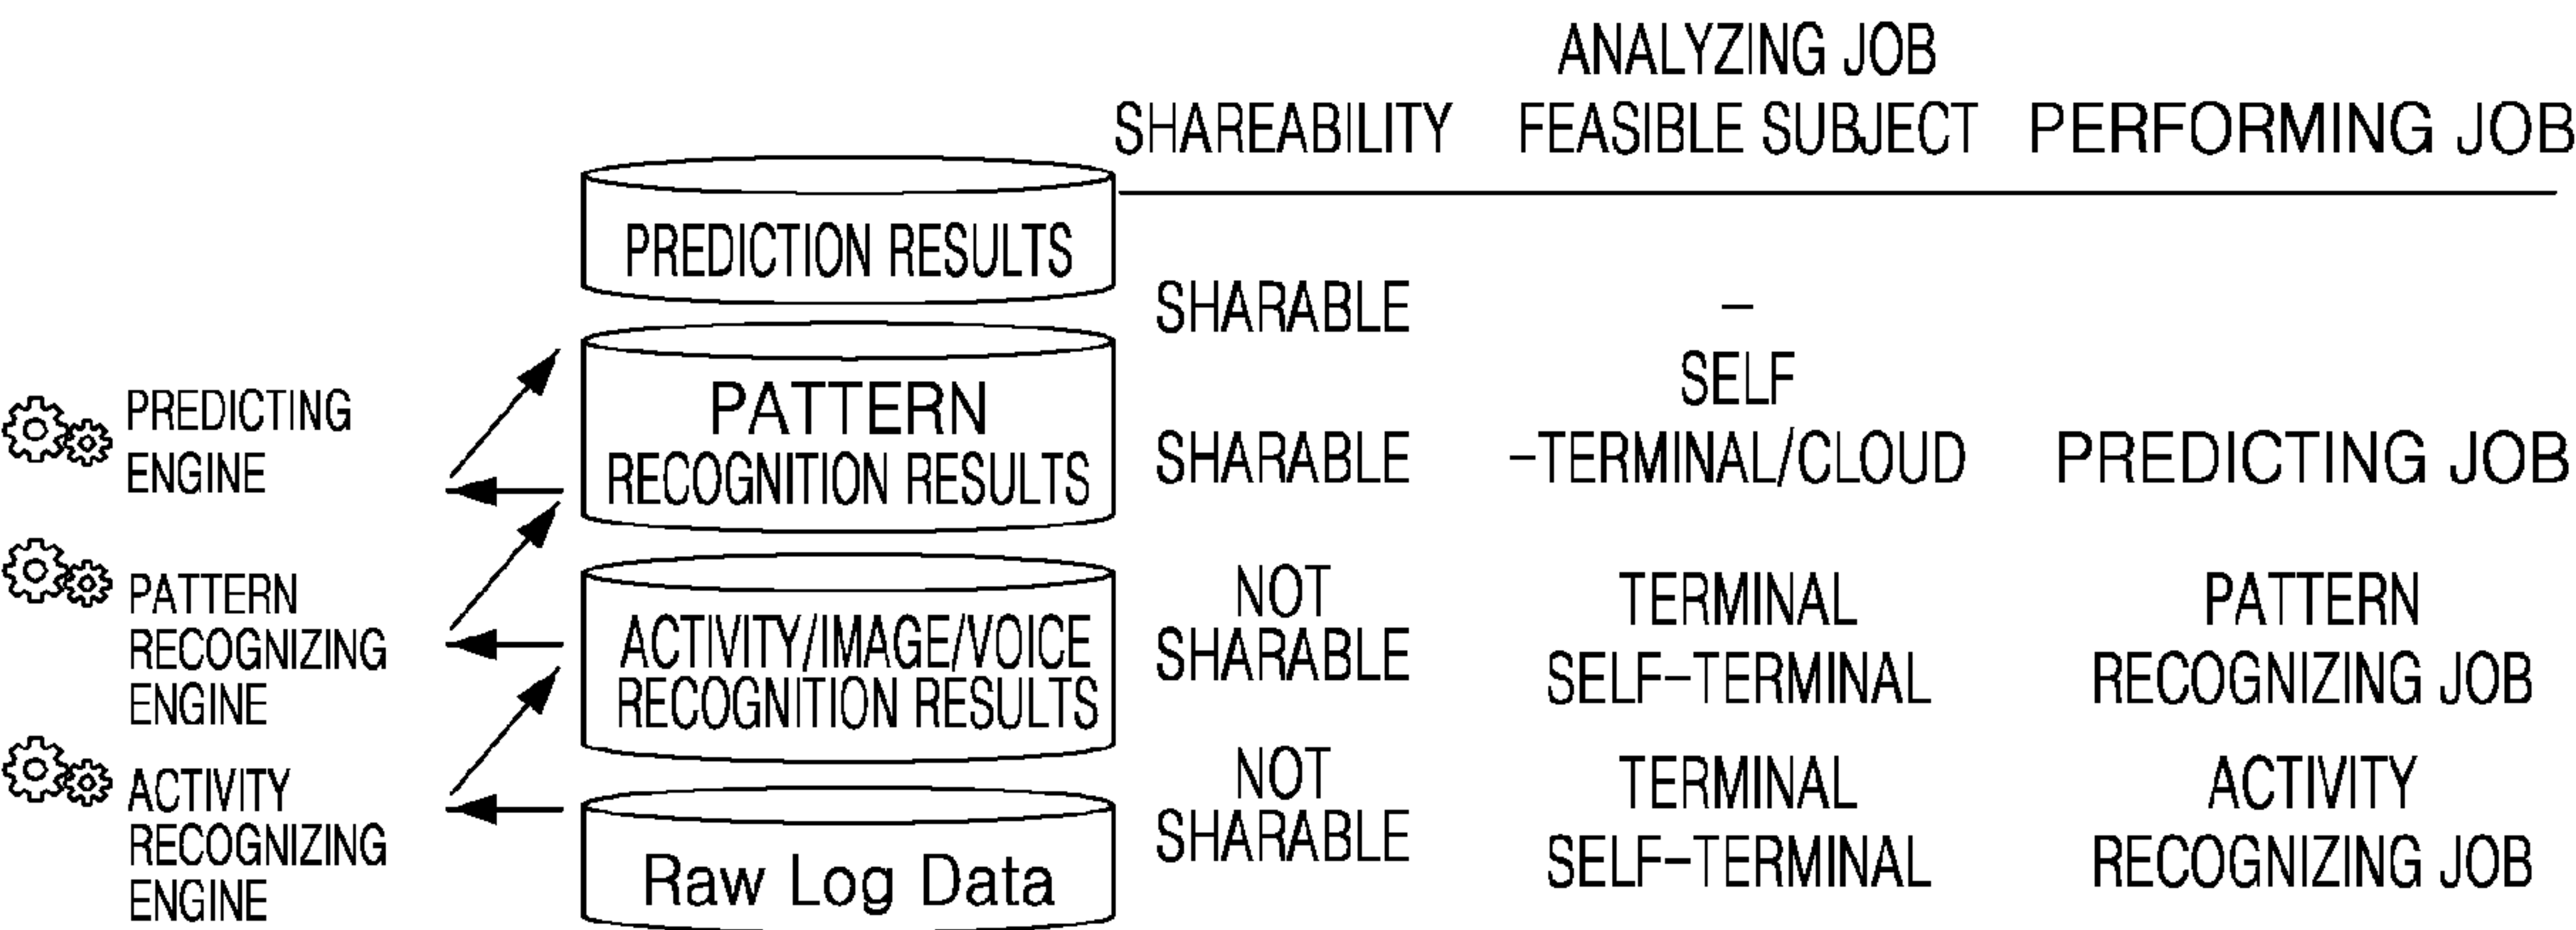 ANALYZING JOB
SHAREABILITY FEASIBLE SUBJECT PERFORMING JOB
PREDICTION RESULTS
SHARABLE –
PREDICTING
ENGINE
PATTERN
RECOGNITION RESULTS
SHARABLE
SELF
-TERMINAL/CLOUD
PREDICTING JOB
PATTERN
RECOGNIZING
ENGINE
ACTIVITY/IMAGE/VOICE
RECOGNITION RESULTS
NOT
SHARABLE
TERMINAL
SELF-TERMINAL
PATTERN
RECOGNIZING JOB
ACTIVITY
RECOGNIZING
ENGINE
Raw Log Data
NOT
SHARABLE
TERMINAL
SELF-TERMINAL
ACTIVITY
RECOGNIZING JOB